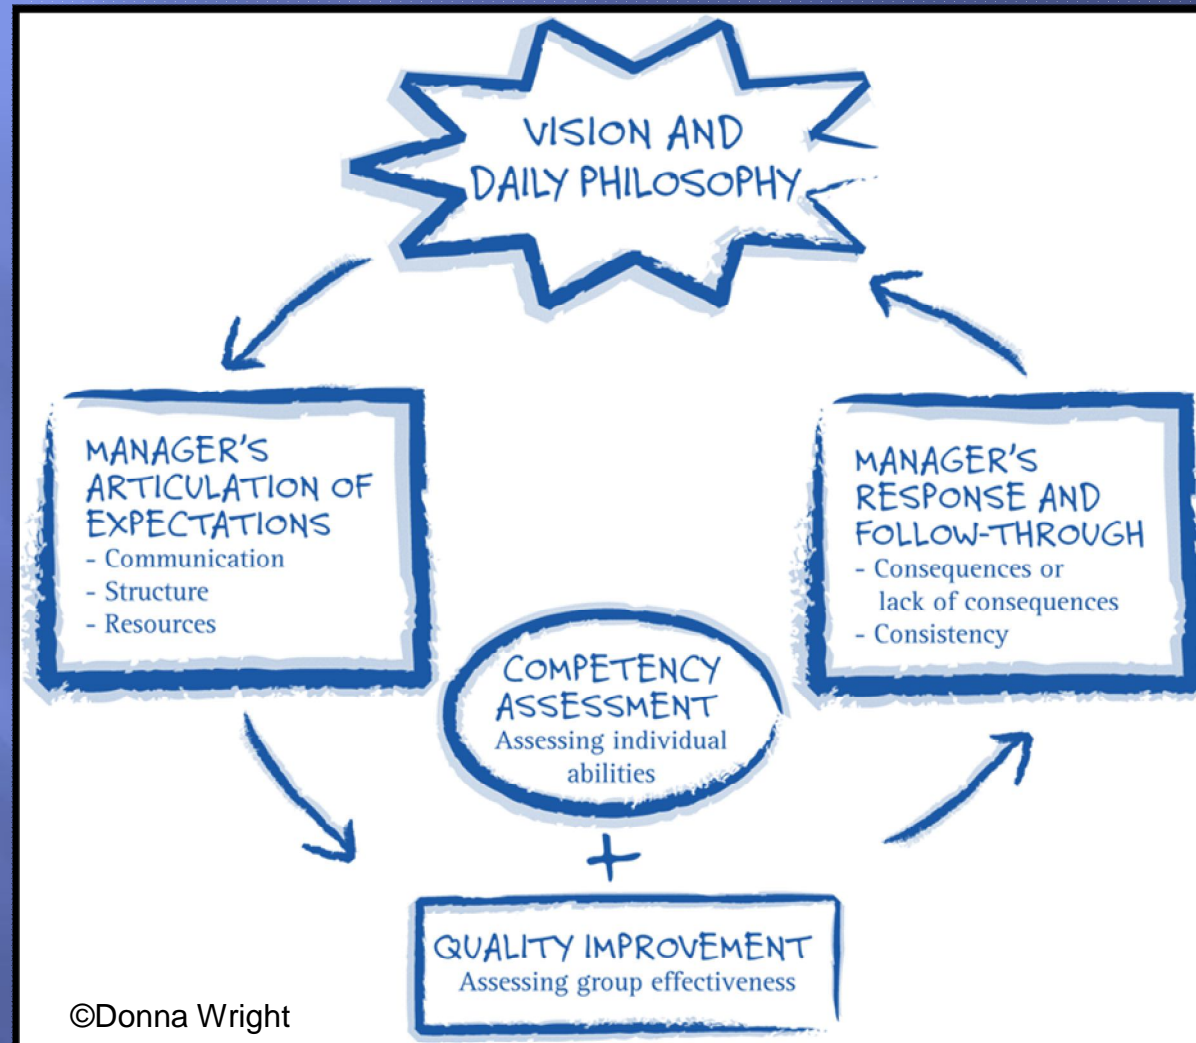 VISION AND
DAILY PHILOSOPHY
MANAGER'S
ARTICULATION OF
EXPECTATIONS
- Communication
- Structure
- Resources
MANAGER'S
RESPONSE AND
FOLLOW-THROUGH
- Consequences or
lack of consequences
- Consistency
COMPETENCY
ASSESSMENT
Assessing individual
abilities
+
QUALITY IMPROVEMENT
Assessing group effectiveness
©Donna Wright